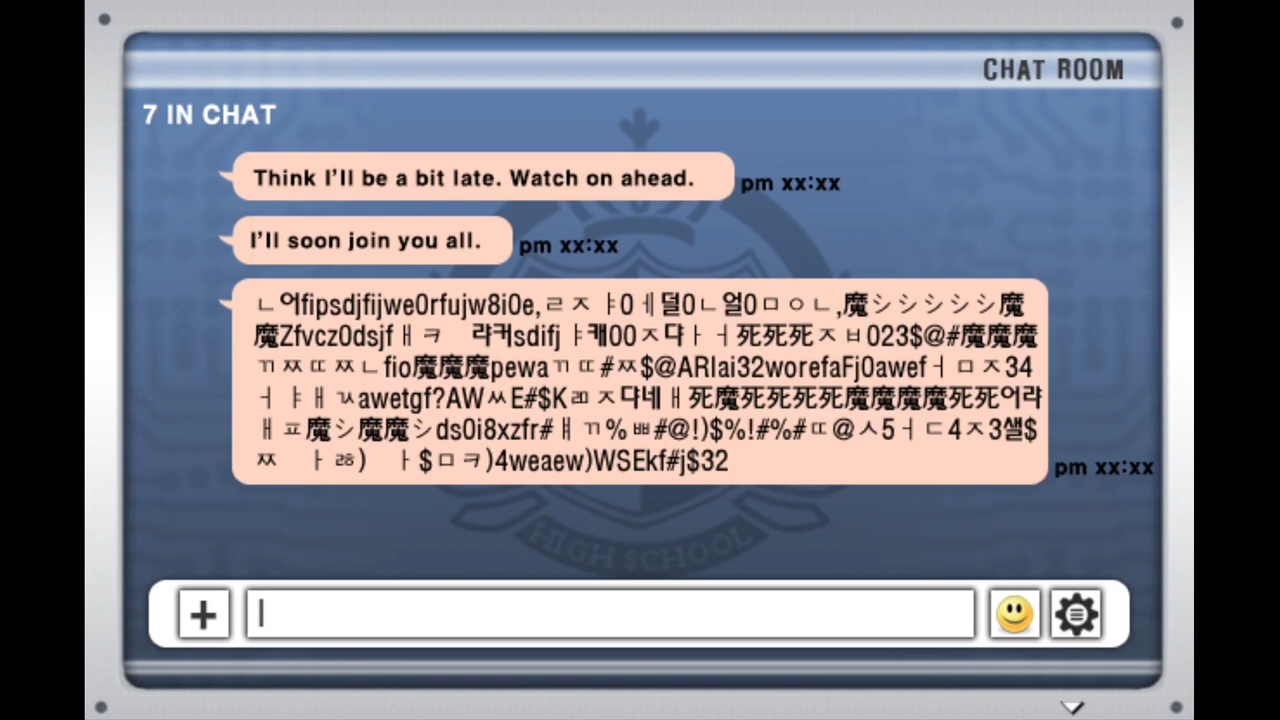 CHAT ROOM
7 IN CHAT
Think I'll be a bit late. Watch on ahead.
pm xx:xx
I'll soon join you all.
pm xx:xx
ㄴ어fipsdjfijwe0rfujw8i0e,ㄹㅈㅑ0ㅔ덜0ㄴ얼0ㅁㅇㄴ,魔シシシシシ魔
魔Zfvcz0dsjfㅐㅋ 랴커sdifjㅑ캐00ㅈ댜ㅏㅓ死死死ㅈㅂ023$@#魔魔魔
ㄲㅉㄸㅉㄴfio魔魔魔pewaㄲㄸ#ㅉ$@ARIai32worefaFj0awefㅓㅁㅈ34
ㅓㅑㅐㄳawetgf?AWㅆE#$Kㄻㅈ댜네ㅐ死魔死死死死魔魔魔魔死死어랴
ㅐㅍ魔シ魔魔シds0i8xzfr#ㅐㄲ%ㅃ#@!)$%!#%#ㄸ@ㅅ5ㅓㄷ4ㅈ3샐$
ㅉ ㅏㅀ) ㅏ$ㅁㅋ)4weaew)WSEkf#j$32
pm xx:xx
HIGH SCHOOL